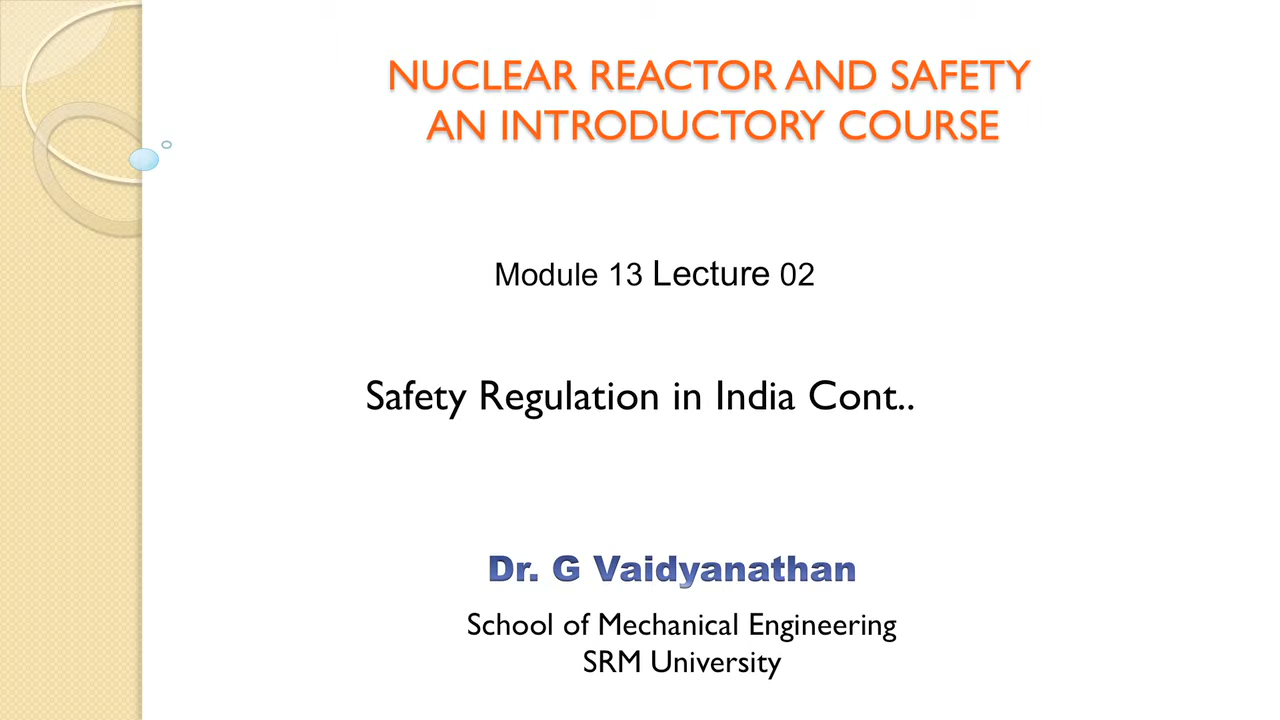 NUCLEAR REACTOR AND SAFETY
AN INTRODUCTORY COURSE
Module 13 Lecture 02
Safety Regulation in India Cont..
Dr. G Vaidyanathan
School of Mechanical Engineering
SRM University